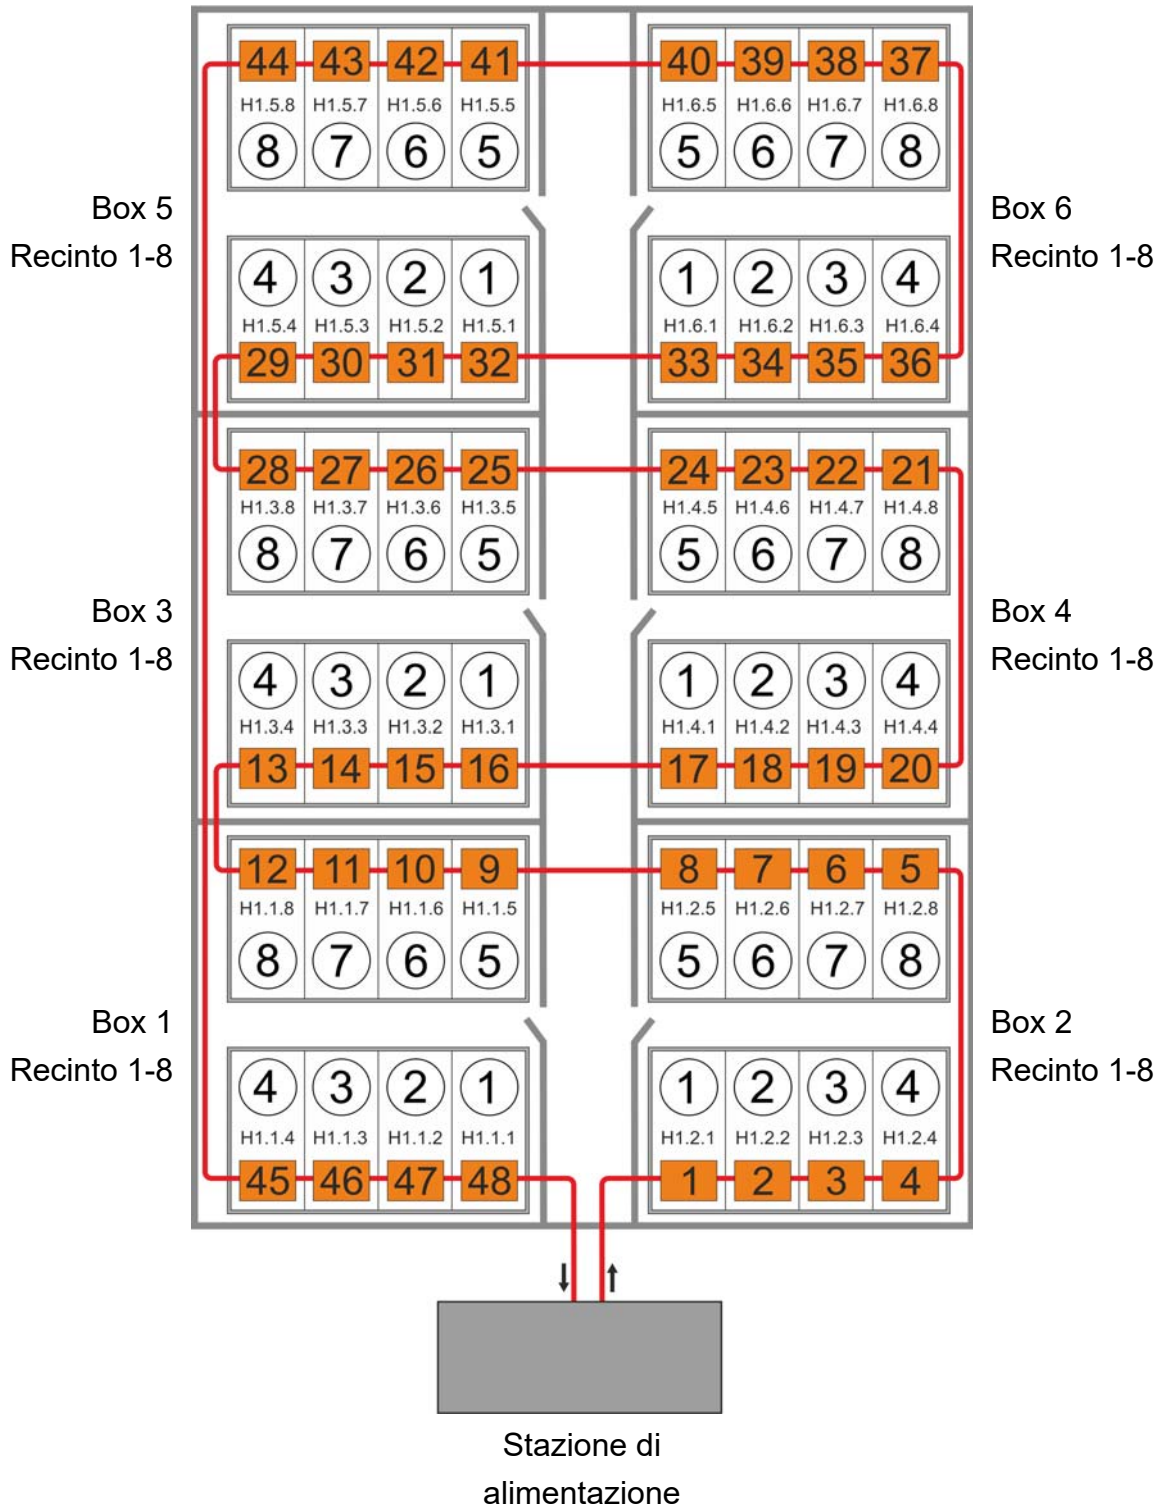 44 43 42 41 40 39 38 37
H1.5.8 H1.5.7 H1.5.6 H1.5.5 H1.6.5 H1.6.6 H1.6.7 H1.6.8
8 7 6 5 5 6 7 8
Box 5 Box 6
Recinto 1-8 Recinto 1-8
4 3 2 1 1 2 3 4
H1.5.4 H1.5.3 H1.5.2 H1.5.1 H1.6.1 H1.6.2 H1.6.3 H1.6.4
29 30 31 32 33 34 35 36
28 27 26 25 24 23 22 21
H1.3.8 H1.3.7 H1.3.6 H1.3.5 H1.4.5 H1.4.6 H1.4.7 H1.4.8
8 7 6 5 5 6 7 8
Box 3 Box 4
Recinto 1-8 Recinto 1-8
4 3 2 1 1 2 3 4
H1.3.4 H1.3.3 H1.3.2 H1.3.1 H1.4.1 H1.4.2 H1.4.3 H1.4.4
13 14 15 16 17 18 19 20
12 11 10 9 8 7 6 5
H1.1.8 H1.1.7 H1.1.6 H1.1.5 H1.2.5 H1.2.6 H1.2.7 H1.2.8
8 7 6 5 5 6 7 8
Box 1 Box 2
Recinto 1-8 Recinto 1-8
4 3 2 1 1 2 3 4
H1.1.4 H1.1.3 H1.1.2 H1.1.1 H1.2.1 H1.2.2 H1.2.3 H1.2.4
45 46 47 48 1 2 3 4
Stazione di
alimentazione